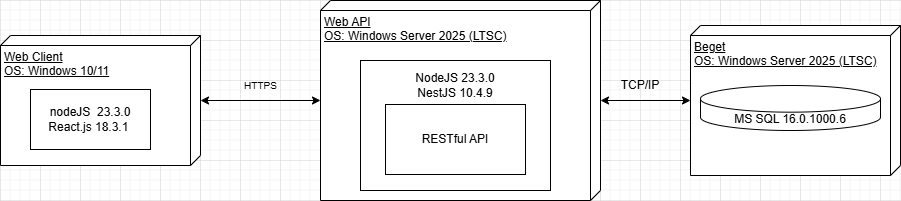 Web Client
OS: Windows 10/11
nodeJS 23.3.0
React.js 18.3.1
HTTPS
Web API
OS: Windows Server 2025 (LTSC)
NodeJS 23.3.0
NestJS 10.4.9
RESTful API
TCP/IP
Beget
OS: Windows Server 2025 (LTSC)
MS SQL 16.0.1000.6